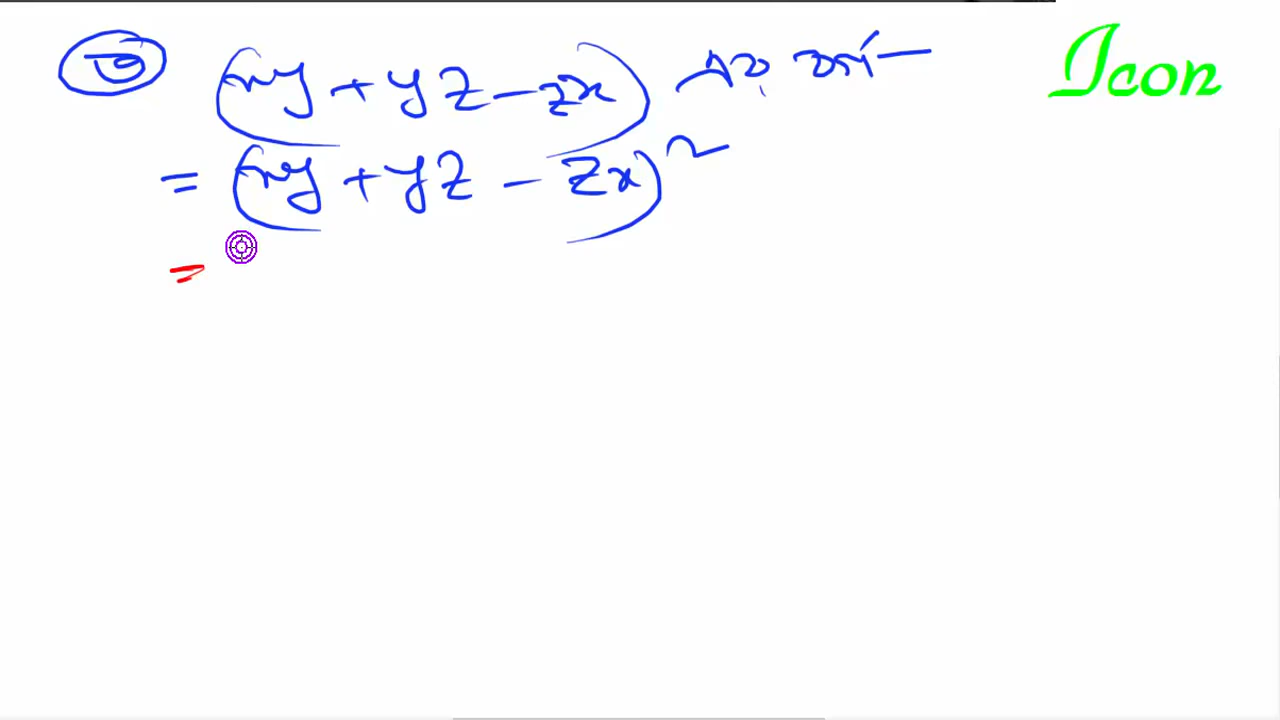 (xy + yz - zx) এর বর্গ
= (xy + yz - zx)²
=
Icon